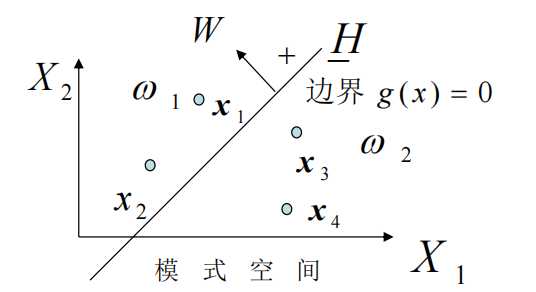 W + H
X₂ ω₁ x₁ 边界 g(x) = 0
x₃ ω₂
x₂ x₄
模式空间 X₁